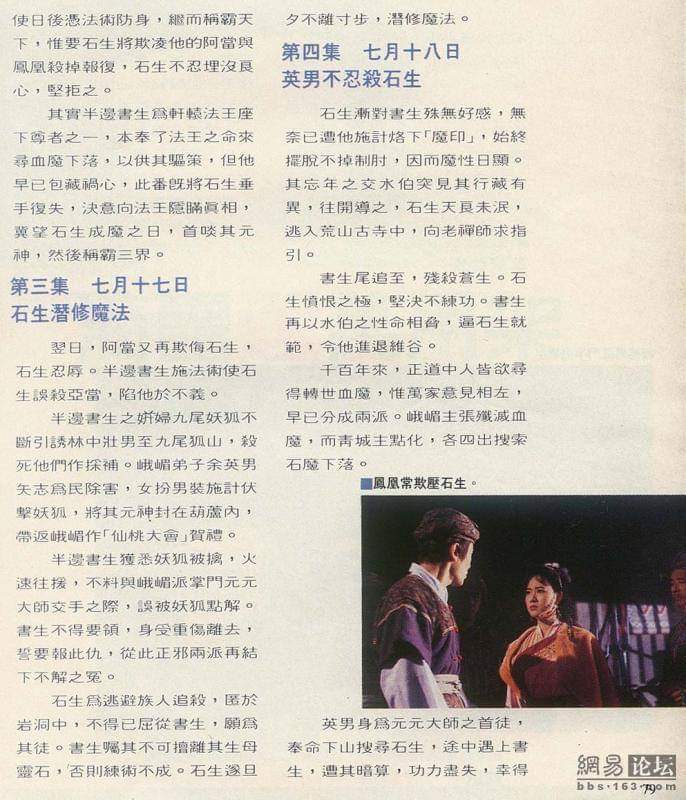 使日後憑法術防身，繼而稱霸天
下，惟要石生將欺凌他的阿當與
鳳凰殺掉報復，石生不忍埋沒良
心，堅拒之。
其實半邊書生爲軒轅法王座
下尊者之一，本奉了法王之命來
尋血魔下落，以供其驅策，但他
早已包藏禍心，此番旣將石生垂
手復失，決意向法王隱瞞眞相，
冀望石生成魔之日，首啖其元
神，然後稱霸三界。
第三集　七月十七日
石生潛修魔法
翌日，阿當又再欺侮石生，
石生忍辱。半邊書生施法術使石
生誤殺亞當，陷他於不義。
半邊書生之姘婦九尾妖狐不
斷引誘林中壯男至九尾狐山，殺
死他們作採補。峨嵋弟子余英男
矢志爲民除害，女扮男裝施計伏
擊妖狐，將其元神封在葫蘆內，
帶返峨嵋作「仙桃大會」賀禮。
半邊書生獲悉妖狐被擒，火
速往援，不料與峨嵋派掌門元元
大師交手之際，誤被妖狐點解。
書生不得要領，身受重傷離去，
誓要報此仇，從此正邪兩派再結
下不解之冤。
石生爲逃避族人追殺，匿於
岩洞中，不得已屈從書生，願爲
其徒。書生囑其不可擅離其生母
靈石，否則練術不成。石生遂旦
夕不離寸步，潛修魔法。
第四集　七月十八日
英男不忍殺石生
石生漸對書生殊無好感，無
奈已遭他施計烙下「魔印」，始終
擺脫不掉制肘，因而魔性日顯。
其忘年之交水伯突見其行藏有
異，往開導之，石生天良未泯，
逃入荒山古寺中，向老禪師求指
引。
書生尾追至，殘殺蒼生。石
生憤恨之極，堅決不練功。書生
再以水伯之性命相脅，逼石生就
範，令他進退維谷。
千百年來，正道中人皆欲尋
得轉世血魔，惟萬家意見相左，
早已分成兩派。峨嵋主張殲滅血
魔，而靑城主點化，各四出搜索
石魔下落。
■鳳凰常欺壓石生。
英男身爲元元大師之首徒，
奉命下山搜尋石生，途中遇上書
生，遭其暗算，功力盡失，幸得
網易论坛
bbs.163.com
79